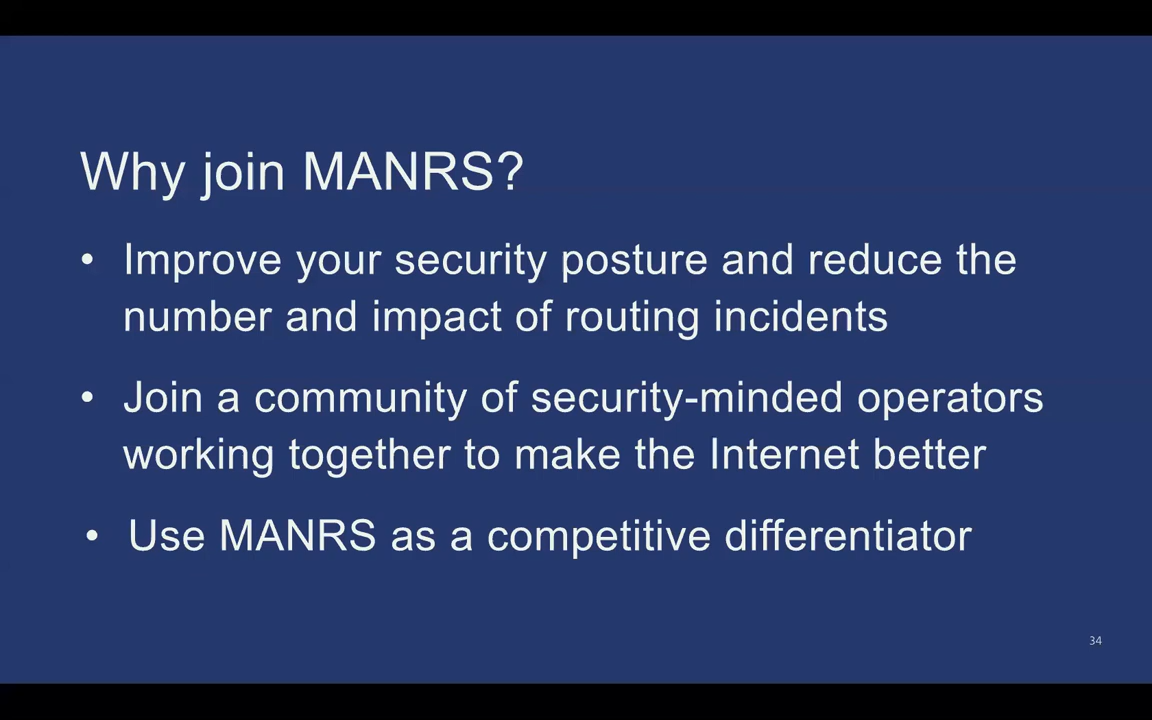 Why join MANRS?
• Improve your security posture and reduce the
number and impact of routing incidents
• Join a community of security-minded operators
working together to make the Internet better
• Use MANRS as a competitive differentiator
34